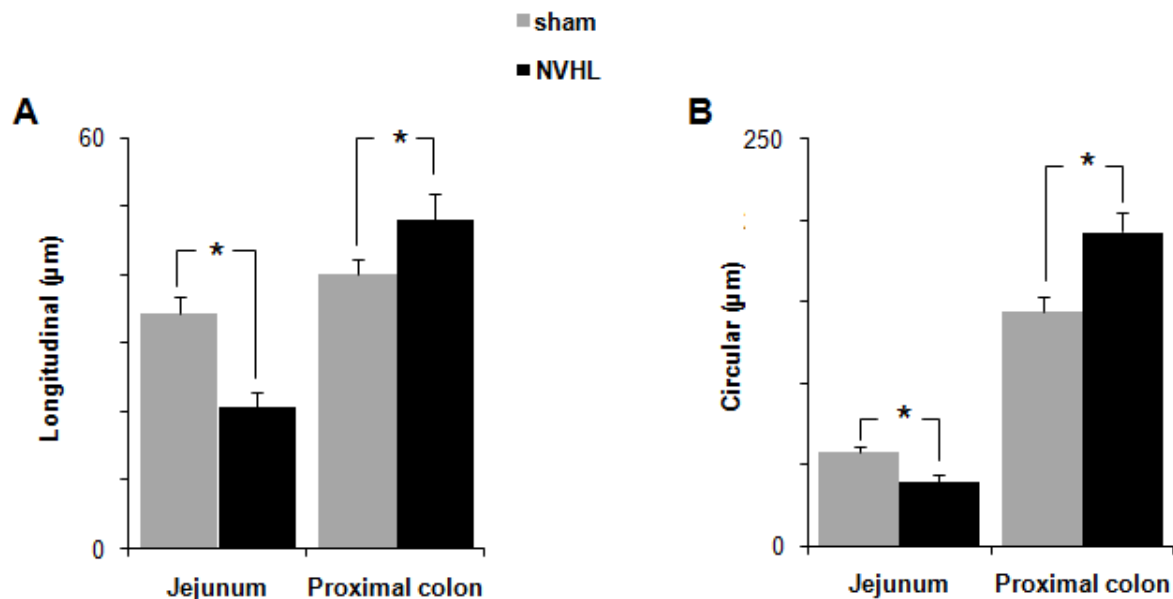 sham
NVHL
A
60
Longitudinal (µm)
*
*
0
Jejunum
Proximal colon
B
250
Circular (µm)
*
*
0
Jejunum
Proximal colon